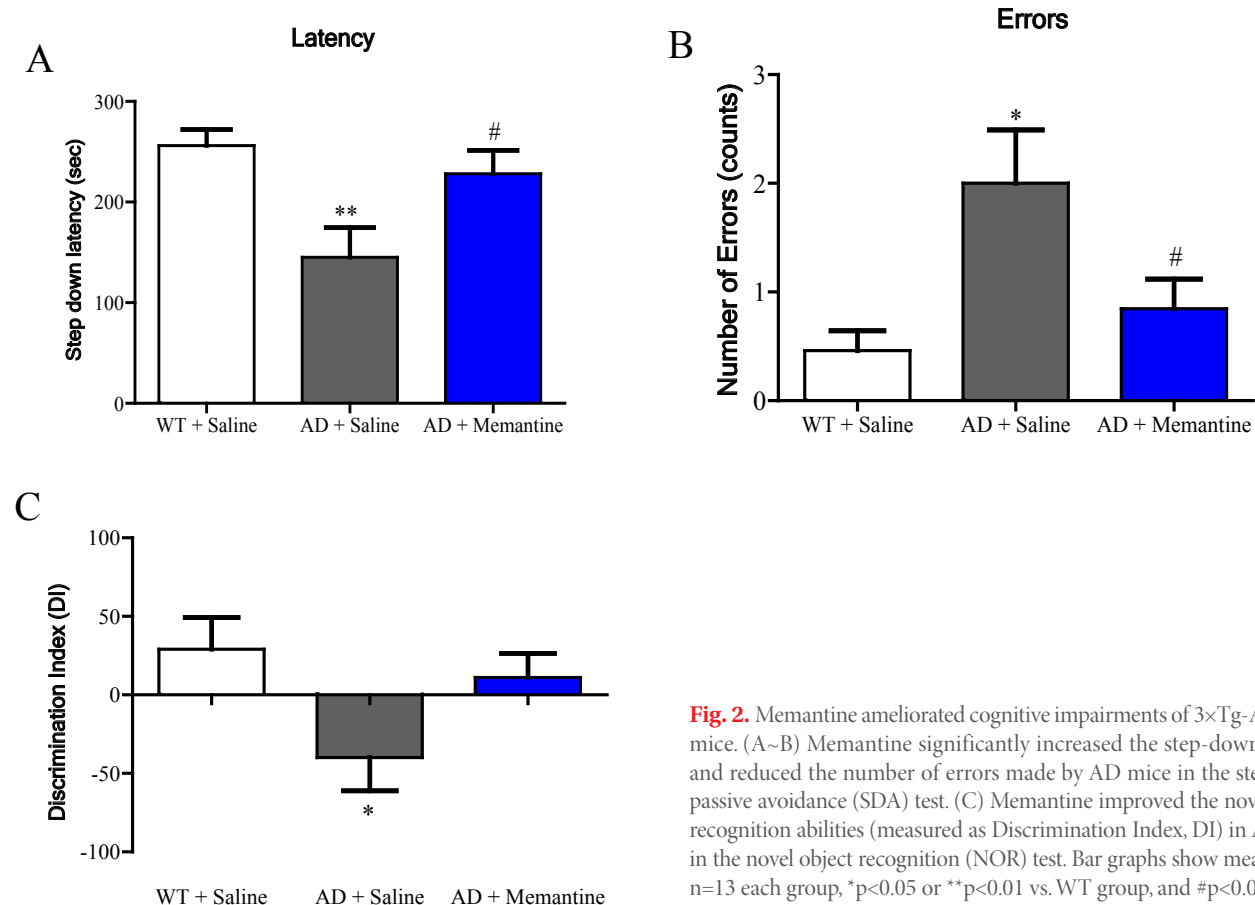 A
Latency
Step down latency (sec)
300
200
100
0
**
#
WT + Saline AD + Saline AD + Memantine
B
Errors
Number of Errors (counts)
3
2
1
0
*
#
WT + Saline AD + Saline AD + Memantine
C
Discrimination Index (DI)
100
50
0
-50
-100
*
WT + Saline AD + Saline AD + Memantine
Fig. 2. Memantine ameliorated cognitive impairments of 3×Tg-A
mice. (A~B) Memantine significantly increased the step-down
and reduced the number of errors made by AD mice in the ste
passive avoidance (SDA) test. (C) Memantine improved the nov
recognition abilities (measured as Discrimination Index, DI) in A
in the novel object recognition (NOR) test. Bar graphs show mea
n=13 each group, *p<0.05 or **p<0.01 vs. WT group, and #p<0.0